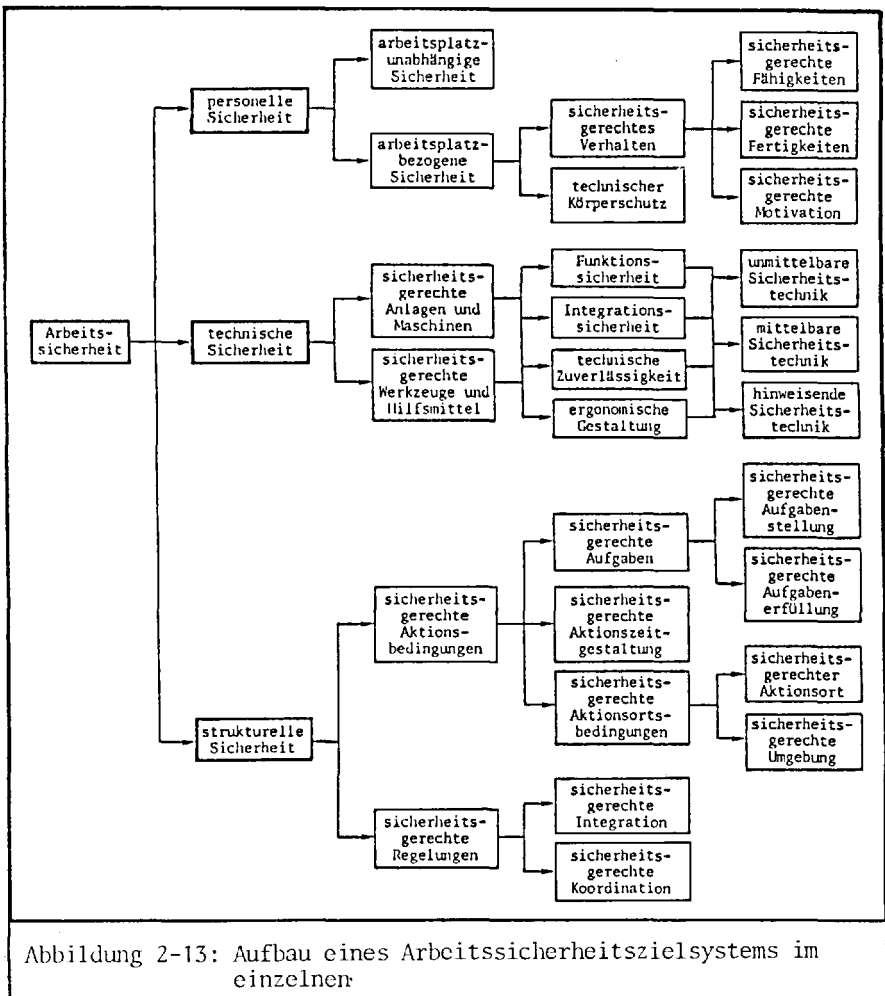 arbeitsplatz-
unabhängige
Sicherheit
sicherheits-
gerechte
Fähigkeiten
personelle
Sicherheit
arbeitsplatz-
bezogene
Sicherheit
sicherheits-
gerechtes
Verhalten
sicherheits-
gerechte
Fertigkeiten
technischer
Körperschutz
sicherheits-
gerechte
Motivation
Arbeits-
sicherheit
technische
Sicherheit
sicherheits-
gerechte
Anlagen und
Maschinen
sicherheits-
gerechte
Werkzeuge und
Hilfsmittel
Funktions-
sicherheit
Integrations-
sicherheit
technische
Zuverlässigkeit
ergonomische
Gestaltung
unmittelbare
Sicherheits-
technik
mittelbare
Sicherheits-
technik
hinweisende
Sicherheits-
technik
strukturelle
Sicherheit
sicherheits-
gerechte
Aktions-
bedingungen
sicherheits-
gerechte
Aufgaben
sicherheits-
gerechte
Aufgaben-
stellung
sicherheits-
gerechte
Aufgaben-
erfüllung
sicherheits-
gerechte
Aktionszeit-
gestaltung
sicherheits-
gerechte
Aktionsorts-
bedingungen
sicherheits-
gerechter
Aktionsort
sicherheits-
gerechte
Umgebung
sicherheits-
gerechte
Regelungen
sicherheits-
gerechte
Integration
sicherheits-
gerechte
Koordination
Abbildung 2-13: Aufbau eines Arbeitssicherheitszielsystems im
einzelnen